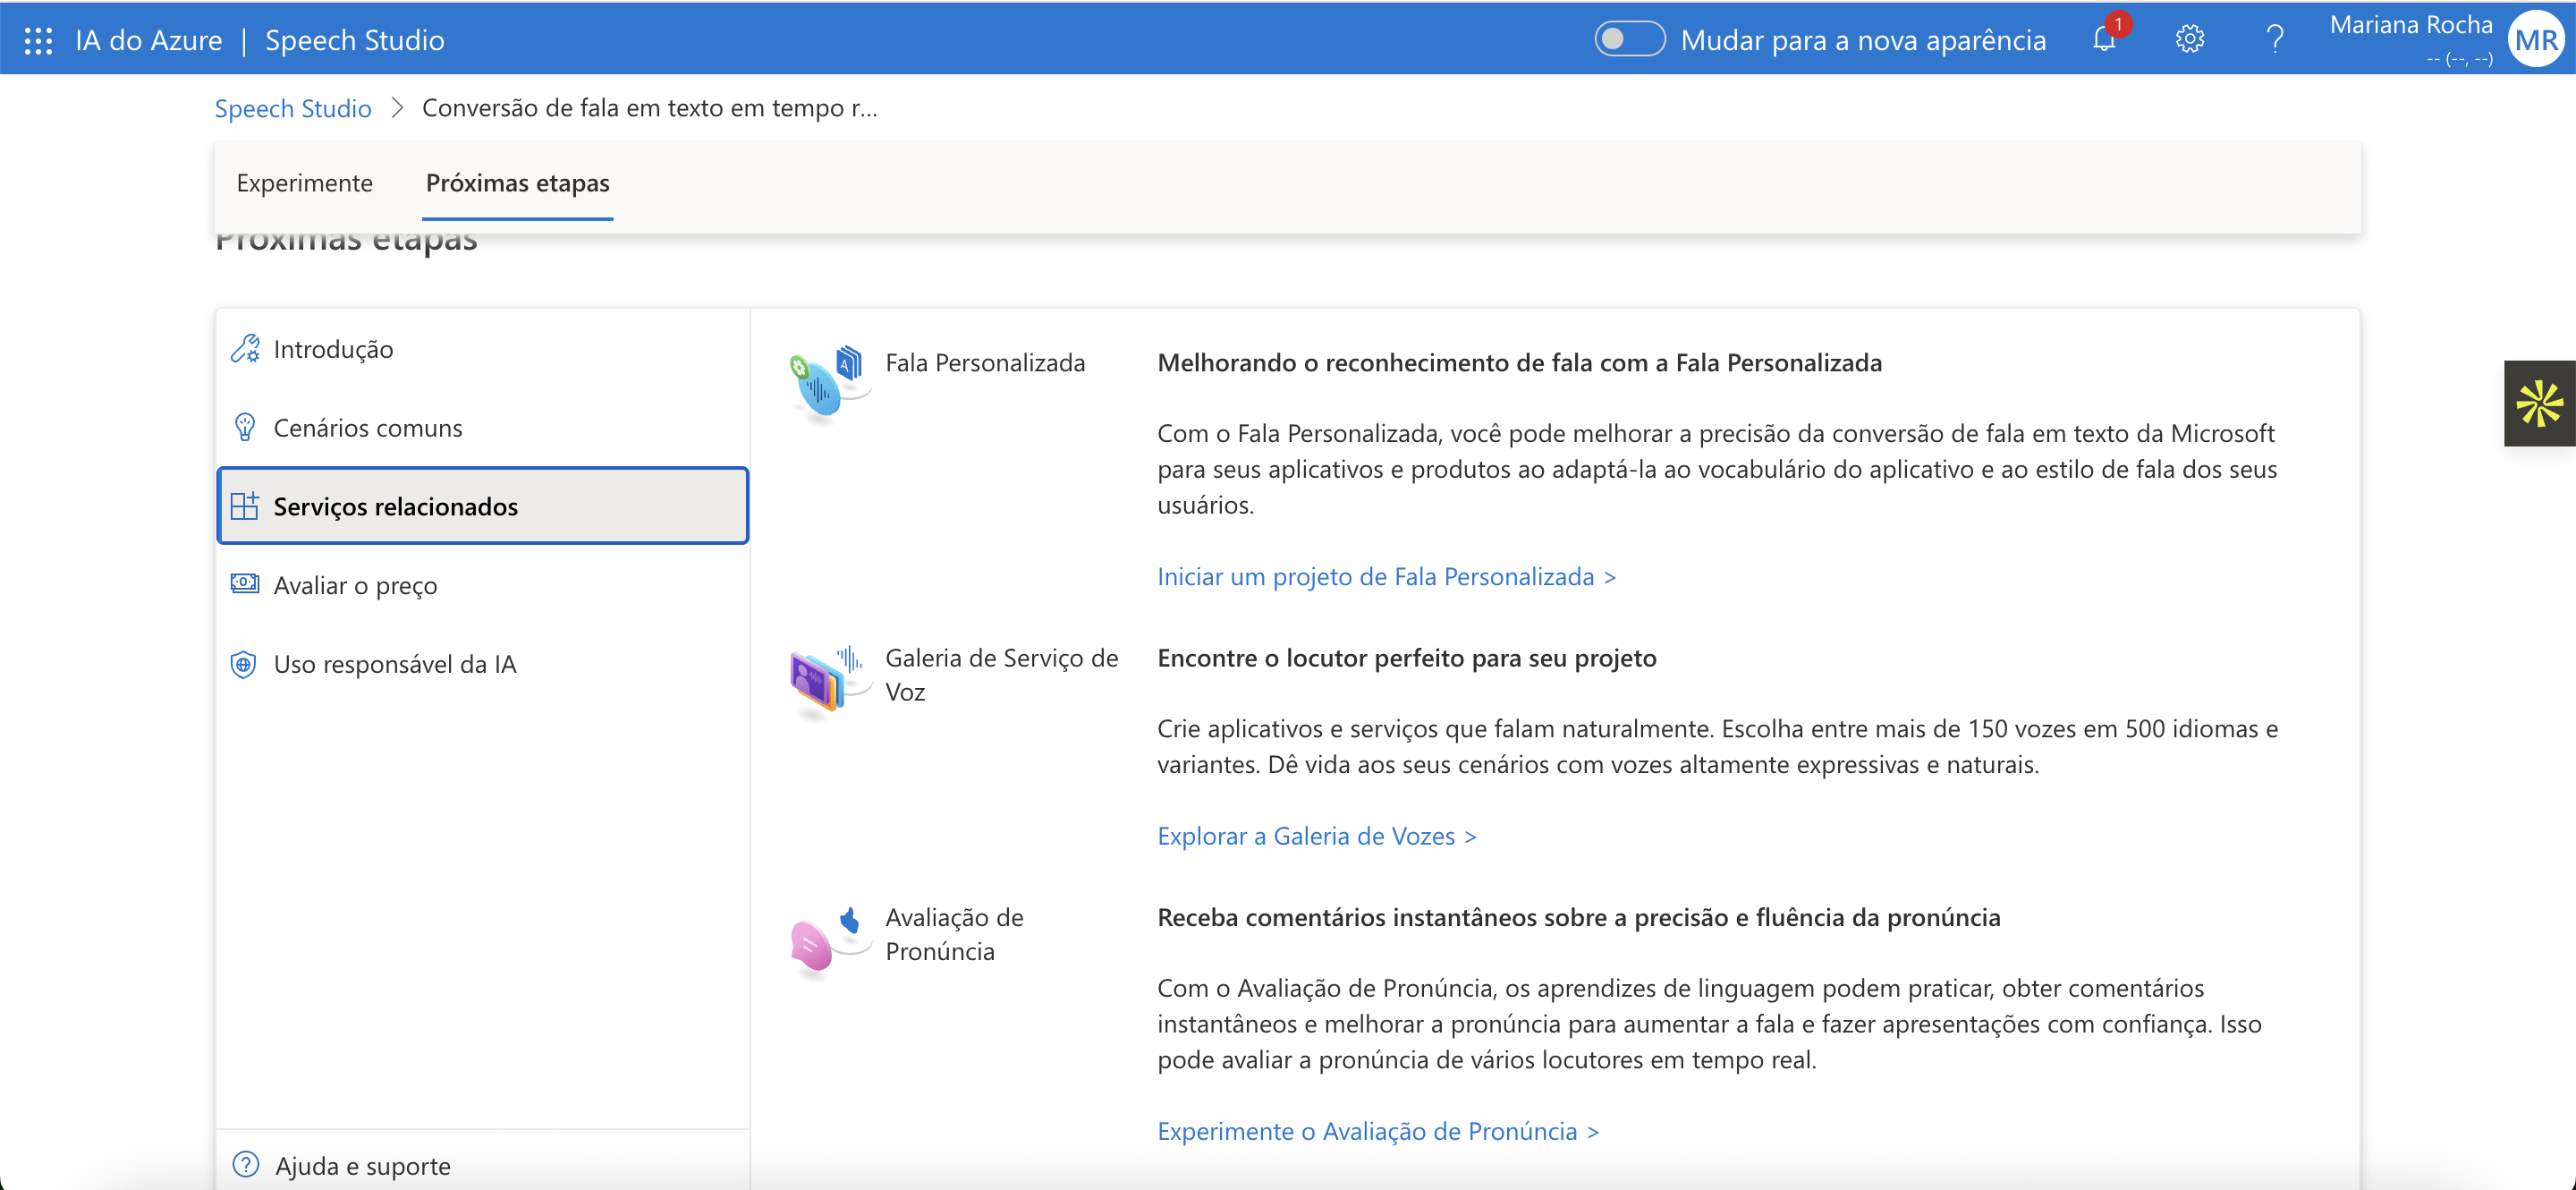 IA do Azure | Speech Studio
Mudar para a nova aparência
1
Mariana Rocha
-- (--, --)
MR
Speech Studio > Conversão de fala em texto em tempo r...
Experimente
Próximas etapas
Próximas etapas
Introdução
Cenários comuns
Serviços relacionados
Avaliar o preço
Uso responsável da IA
Ajuda e suporte
Fala Personalizada
Melhorando o reconhecimento de fala com a Fala Personalizada
Com o Fala Personalizada, você pode melhorar a precisão da conversão de fala em texto da Microsoft
para seus aplicativos e produtos ao adaptá-la ao vocabulário do aplicativo e ao estilo de fala dos seus
usuários.
Iniciar um projeto de Fala Personalizada >
Galeria de Serviço de
Voz
Encontre o locutor perfeito para seu projeto
Crie aplicativos e serviços que falam naturalmente. Escolha entre mais de 150 vozes em 500 idiomas e
variantes. Dê vida aos seus cenários com vozes altamente expressivas e naturais.
Explorar a Galeria de Vozes >
Avaliação de
Pronúncia
Receba comentários instantâneos sobre a precisão e fluência da pronúncia
Com o Avaliação de Pronúncia, os aprendizes de linguagem podem praticar, obter comentários
instantâneos e melhorar a pronúncia para aumentar a fala e fazer apresentações com confiança. Isso
pode avaliar a pronúncia de vários locutores em tempo real.
Experimente o Avaliação de Pronúncia >